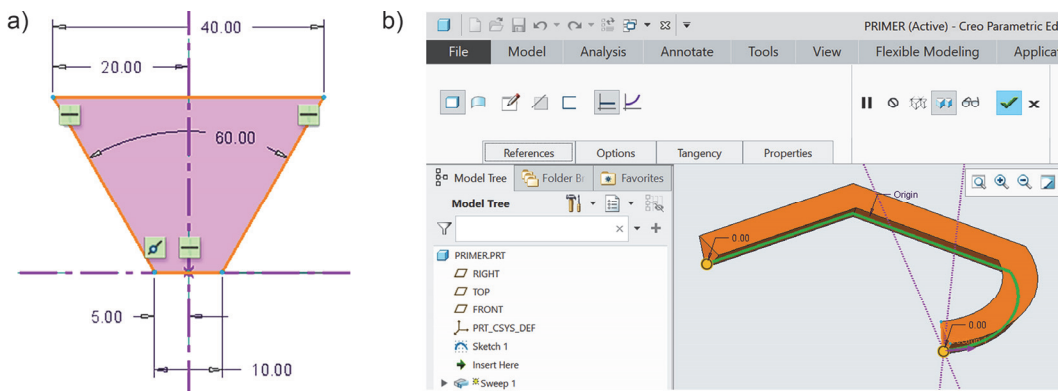 a)
40.00
20.00
60.00
5.00
10.00
b)
PRIMER (Active) - Creo Parametric Ed
File Model Analysis Annotate Tools View Flexible Modeling Applica
References Options Tangency Properties
Model Tree Folder Br Favorites
Model Tree
PRIMER.PRT
RIGHT
TOP
FRONT
PRT_CSYS_DEF
Sketch 1
Insert Here
Sweep 1
Origin
0.00
0.00